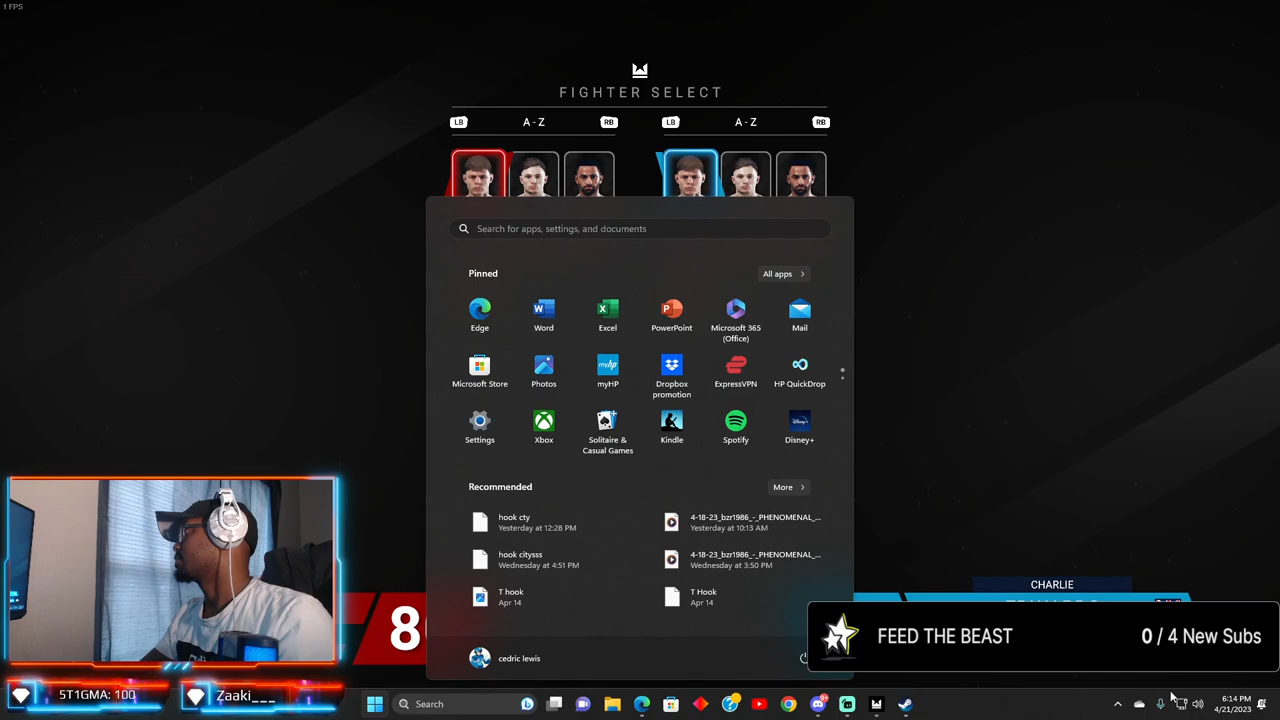 1 FPS
FIGHTER SELECT
LB A - Z RB
LB A - Z RB
Search for apps, settings, and documents
Pinned
All apps
Edge
Word
Excel
PowerPoint
Microsoft 365
(Office)
Mail
Microsoft Store
Photos
myhp
myHP
Dropbox
promotion
ExpressVPN
HP QuickDrop
Settings
Xbox
Solitaire &
Casual Games
Kindle
Spotify
Disney+
Recommended
More
hook cty
Yesterday at 12:28 PM
4-18-23_bzr1986_-_PHENOMENAL_...
Yesterday at 10:13 AM
hook citysss
Wednesday at 4:51 PM
4-18-23_bzr1986_-_PHENOMENAL_...
Wednesday at 3:50 PM
T hook
Apr 14
T Hook
Apr 14
CHARLIE
8
FEED THE BEAST
0 / 4 New Subs
cedric lewis
5T1GMA: 100
Zaaki___
Search
6:14 PM
4/21/2023